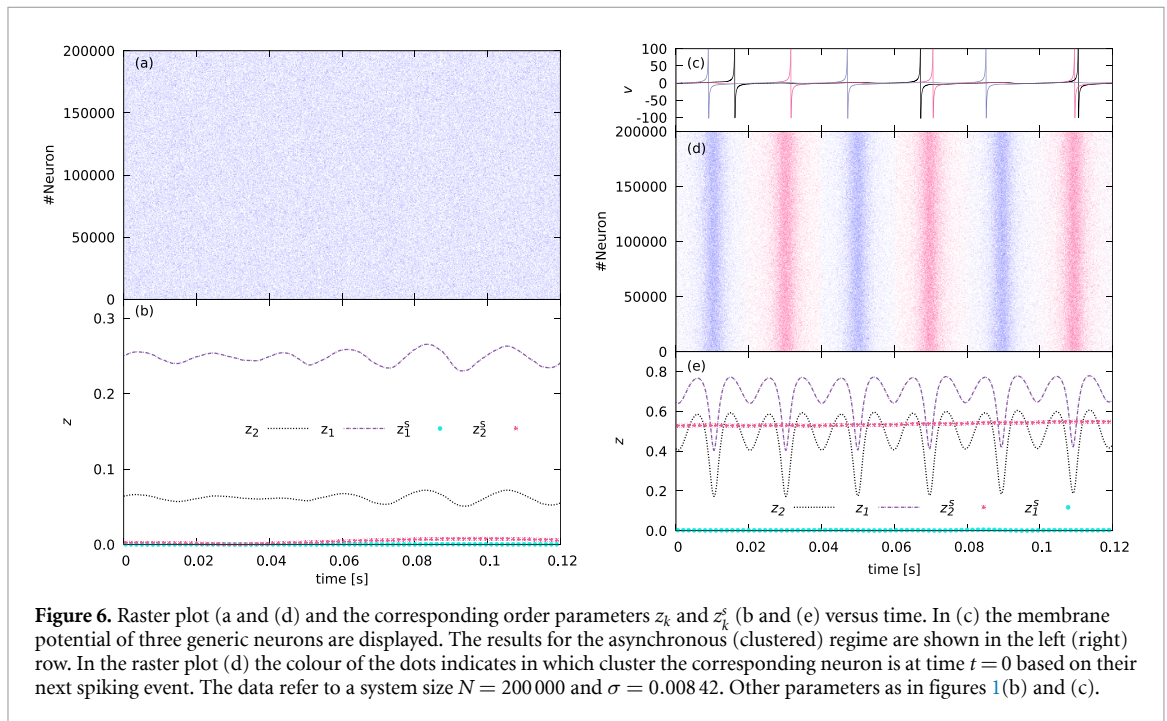 (a)
200000
150000
100000
50000
0
#Neuron
(b)
0.3
0.2
0.1
0.0
z
z₂ z₁ z₁ˢ z₂ˢ
0 0.02 0.04 0.06 0.08 0.1 0.12
time [s]
(c)
100
50
0
-50
-100
v
(d)
200000
150000
100000
50000
0
#Neuron
(e)
0.8
0.6
0.4
0.2
0.0
z
z₂ z₁ z₂ˢ z₁ˢ
0 0.02 0.04 0.06 0.08 0.1 0.12
time [s]
Figure 6. Raster plot (a and (d) and the corresponding order parameters zₖ and zₖˢ (b and (e) versus time. In (c) the membrane
potential of three generic neurons are displayed. The results for the asynchronous (clustered) regime are shown in the left (right)
row. In the raster plot (d) the colour of the dots indicates in which cluster the corresponding neuron is at time t = 0 based on their
next spiking event. The data refer to a system size N = 200 000 and σ = 0.008 42. Other parameters as in figures 1(b) and (c).